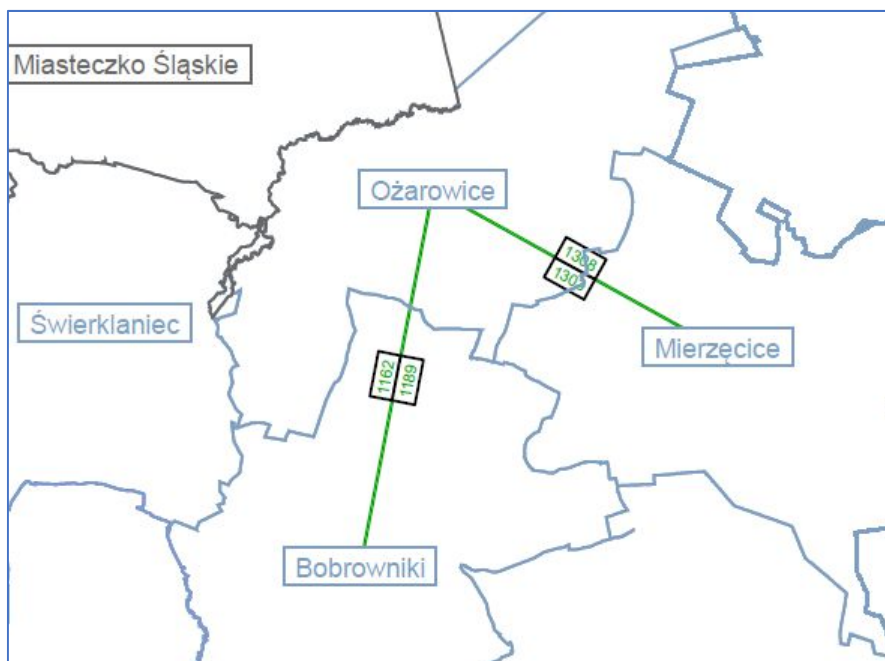 Miasteczko Śląskie
Ożarowice
Świerklaniec
Mierzęcice
1162
1189
Bobrowniki